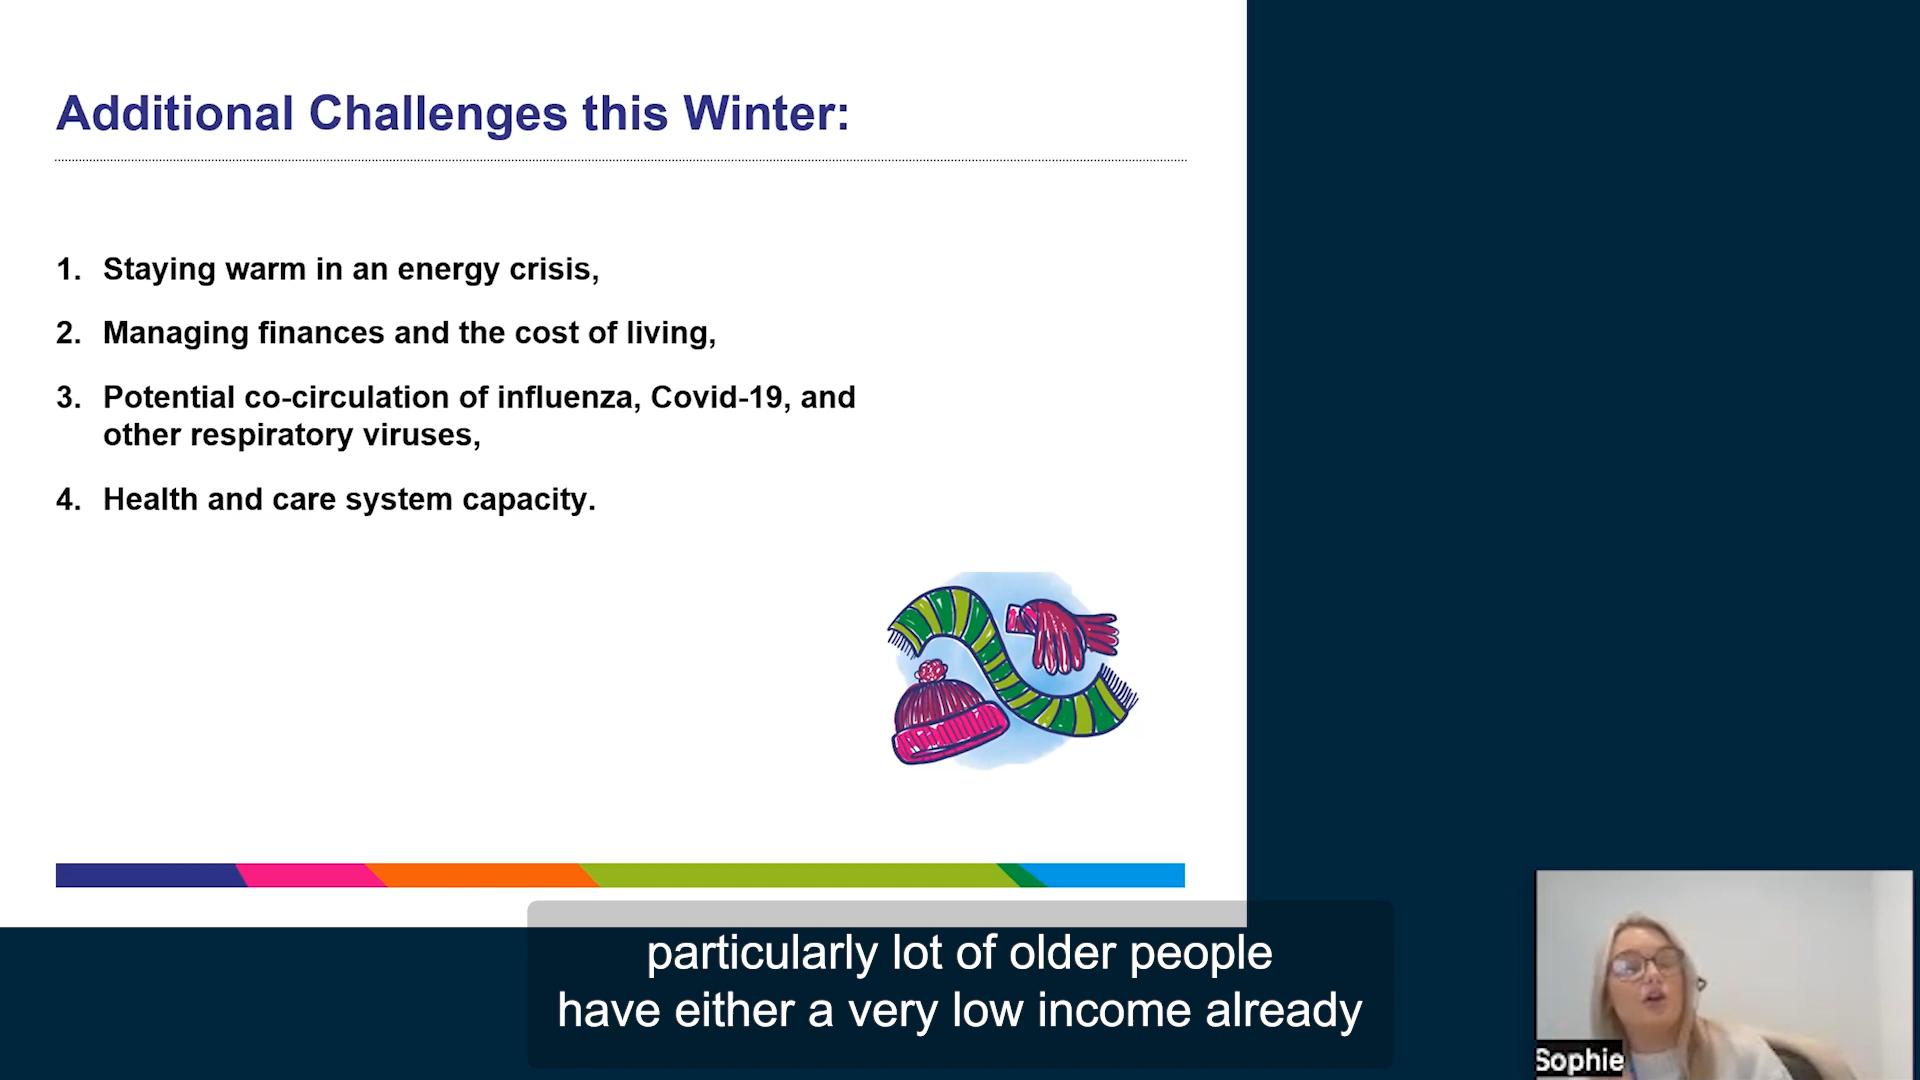 Additional Challenges this Winter:
1. Staying warm in an energy crisis,
2. Managing finances and the cost of living,
3. Potential co-circulation of influenza, Covid-19, and
other respiratory viruses,
4. Health and care system capacity.
particularly lot of older people
have either a very low income already
Sophie